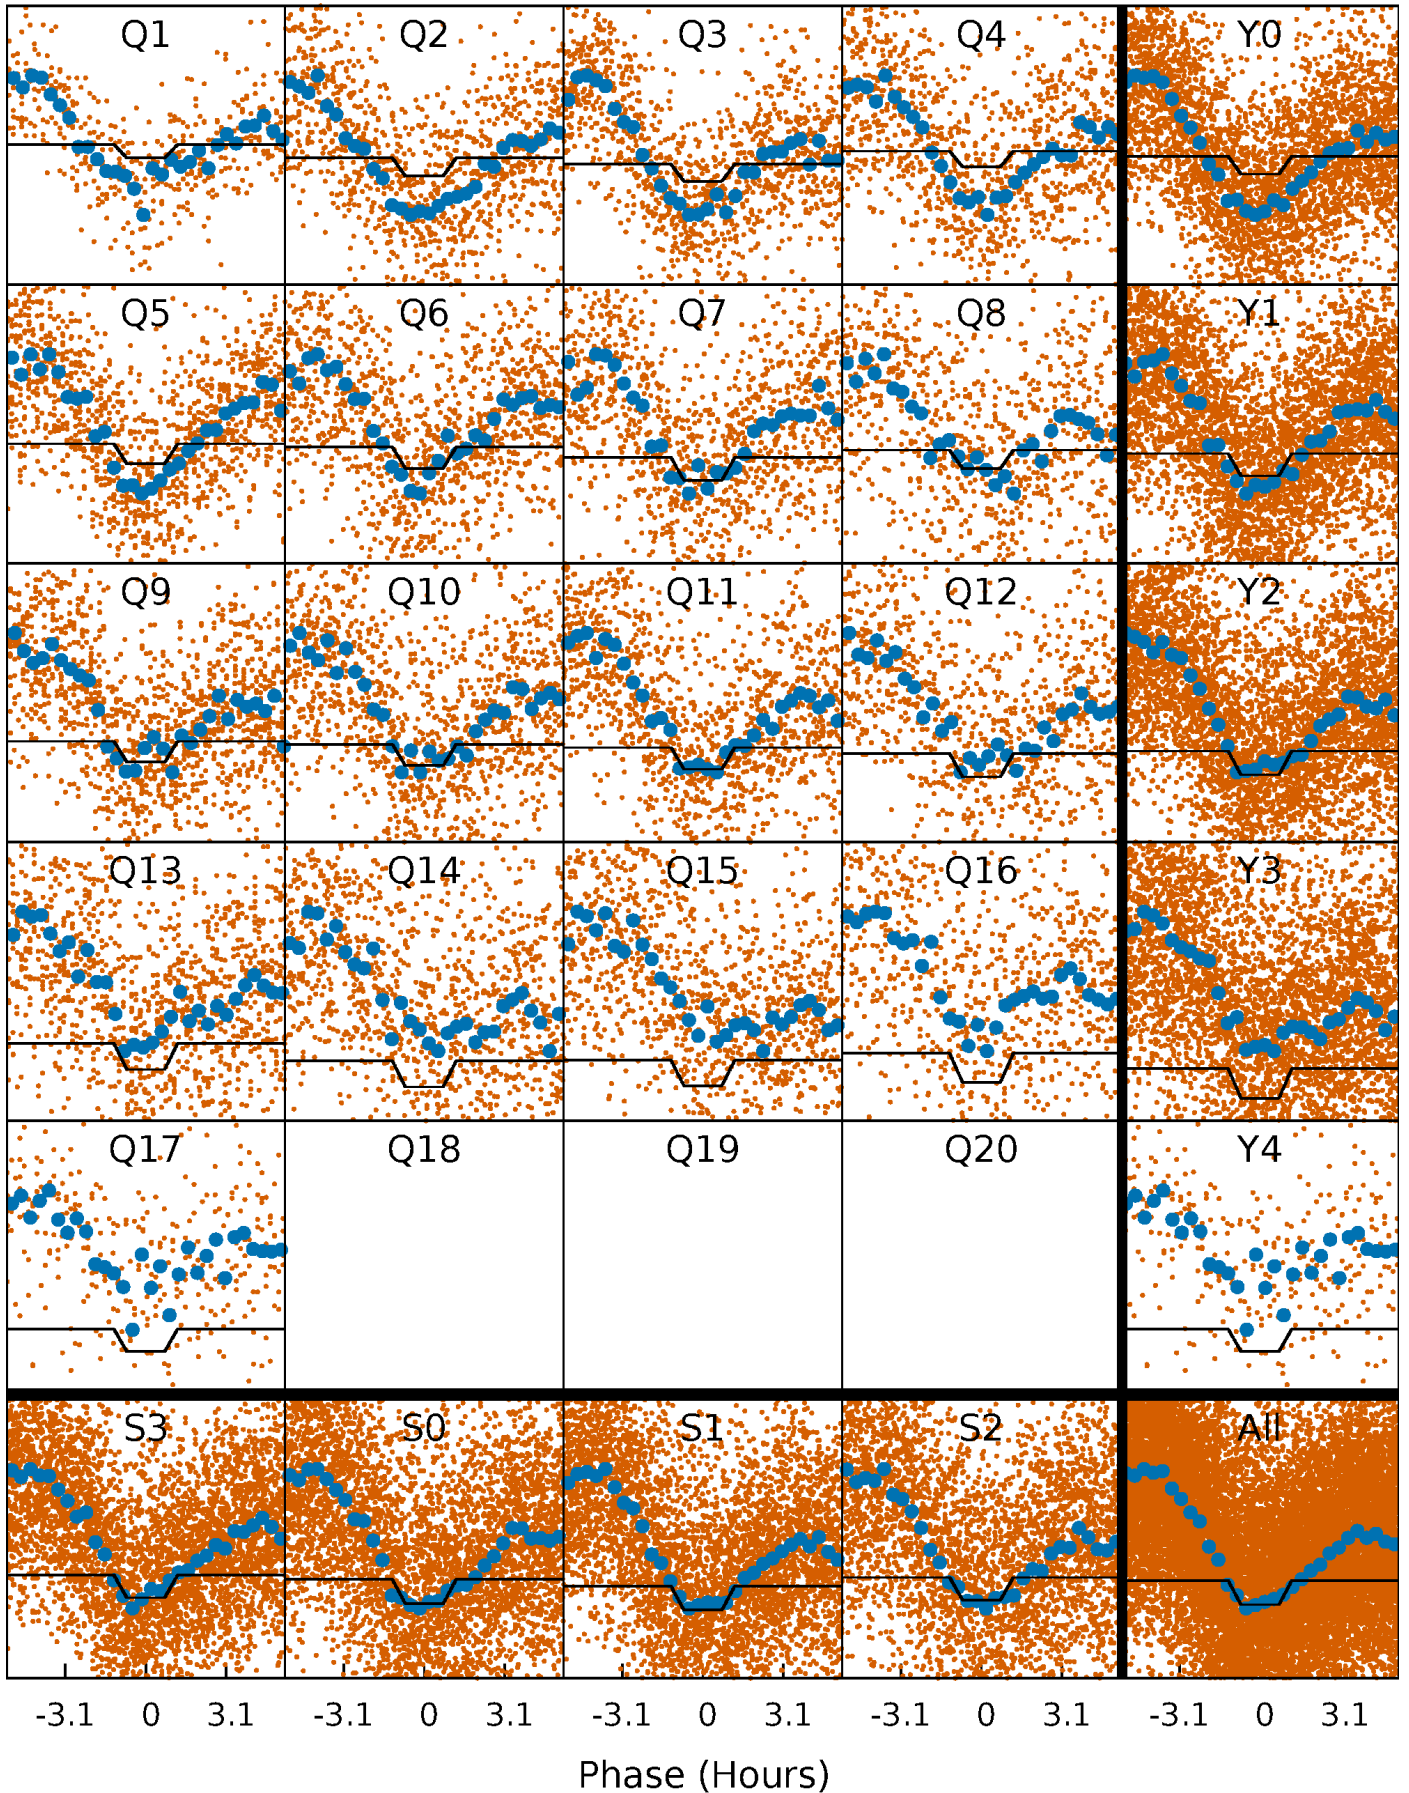 Q1 Q2 Q3 Q4 Y0
Q5 Q6 Q7 Q8 Y1
Q9 Q10 Q11 Q12 Y2
Q13 Q14 Q15 Q16 Y3
Q17 Q18 Q19 Q20 Y4
S3 S0 S1 S2 All
-3.1 0 3.1 -3.1 0 3.1 -3.1 0 3.1 -3.1 0 3.1 -3.1 0 3.1
Phase (Hours)